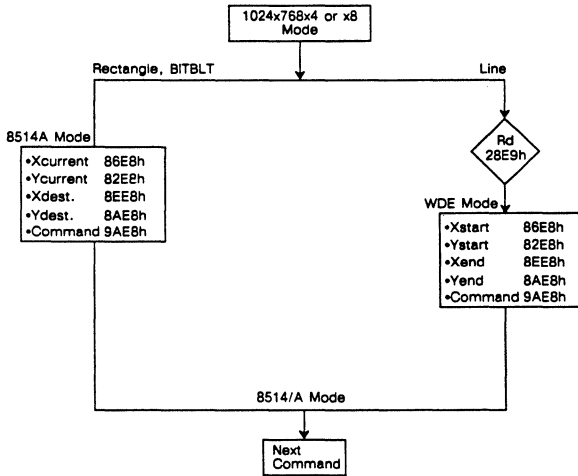 1024x768x4 or x8
Mode
Rectangle, BITBLT
Line
8514A Mode
•Xcurrent 86E8h
•Ycurrent 82E8h
•Xdest. 8EE8h
•Ydest. 8AE8h
•Command 9AE8h
Rd
28E9h
WDE Mode
•Xstart 86E8h
•Ystart 82E8h
•Xend 8EE8h
•Yend 8AE8h
•Command 9AE8h
8514/A Mode
Next
Command